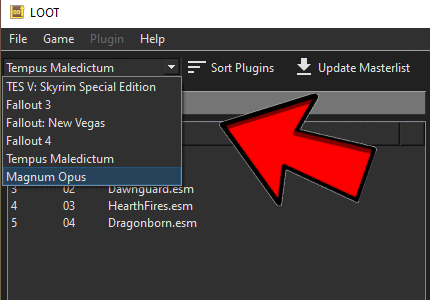 LOOT
File Game Plugin Help
Tempus Maledictum Sort Plugins Update Masterlist
TES V: Skyrim Special Edition
Fallout 3
Fallout: New Vegas
Fallout 4
Tempus Maledictum
Magnum Opus
3 02 Dawnguard.esm
4 03 HearthFires.esm
5 04 Dragonborn.esm